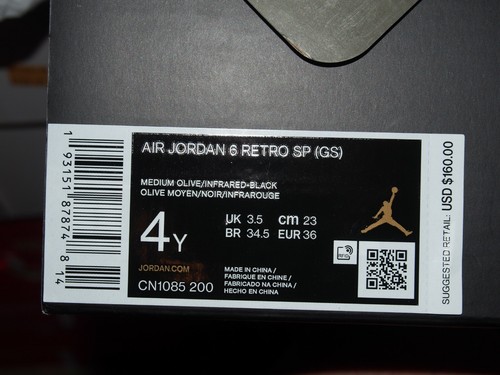 AIR JORDAN 6 RETRO SP (GS)
MEDIUM OLIVE/INFRARED-BLACK
OLIVE MOYEN/NOIR/INFRAROUGE
4Y
UK 3.5 cm 23
BR 34.5 EUR 36
JORDAN.COM
CN1085 200
MADE IN CHINA /
FABRIQUE EN CHINE /
FABRICADO NA CHINA /
HECHO EN CHINA
1 93151 87874 8 14
SUGGESTED RETAIL: USD $160.00